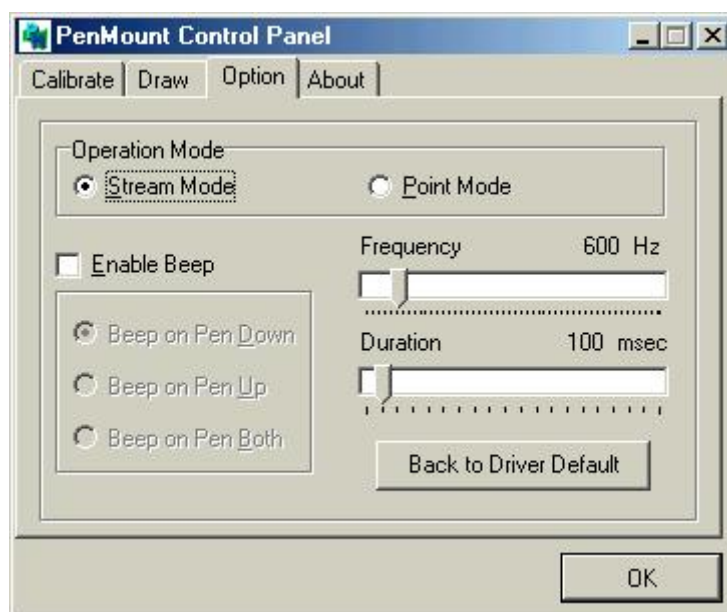 PenMount Control Panel
Calibrate Draw Option About
Operation Mode
Stream Mode Point Mode
Enable Beep
Beep on Pen Down
Beep on Pen Up
Beep on Pen Both
Frequency 600 Hz
Duration 100 msec
Back to Driver Default
OK